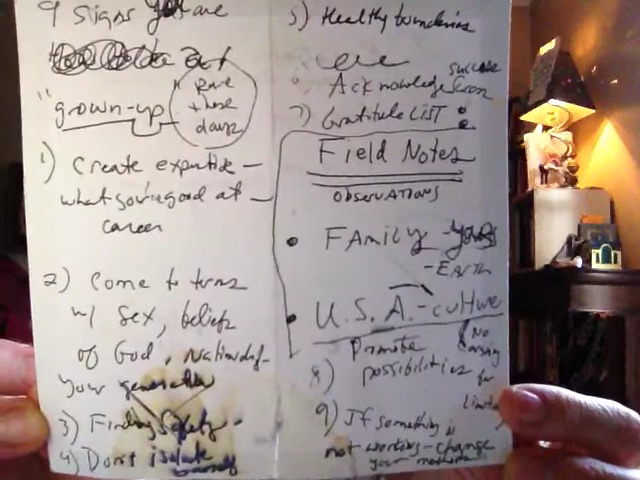 9 Signs You are
"grown-up"
"Rare
these
days
1) Create expertise —
what you're good at —
career
2) Come to terms
w/ sex, beliefs
of God, nationality -
your generation
3) Finding Safety -
4) Don't isolate
5) Healthy boundaries
Acknowledge success
7) Gratitude LIST
Field Notes
OBSERVATIONS
• FAMILY -
- EARTH
• U.S.A. - culture
8) Promote
possibilities
No
for
9) If something is
not working - change
your